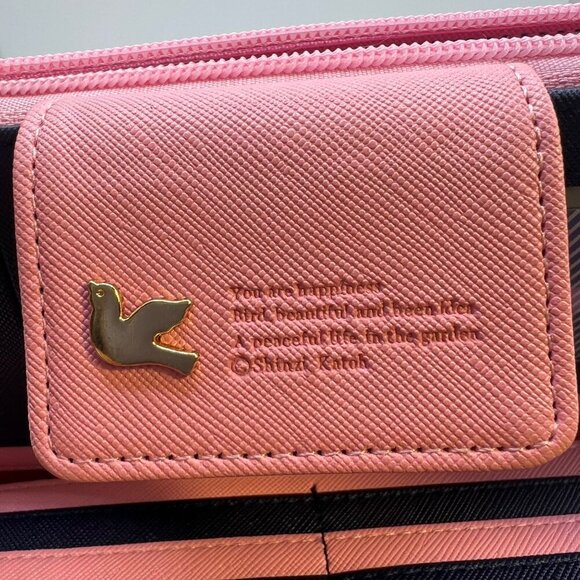 You are happiness
Bird, beautiful and been idea
A peaceful life in the garden
©Shinzi Katoh